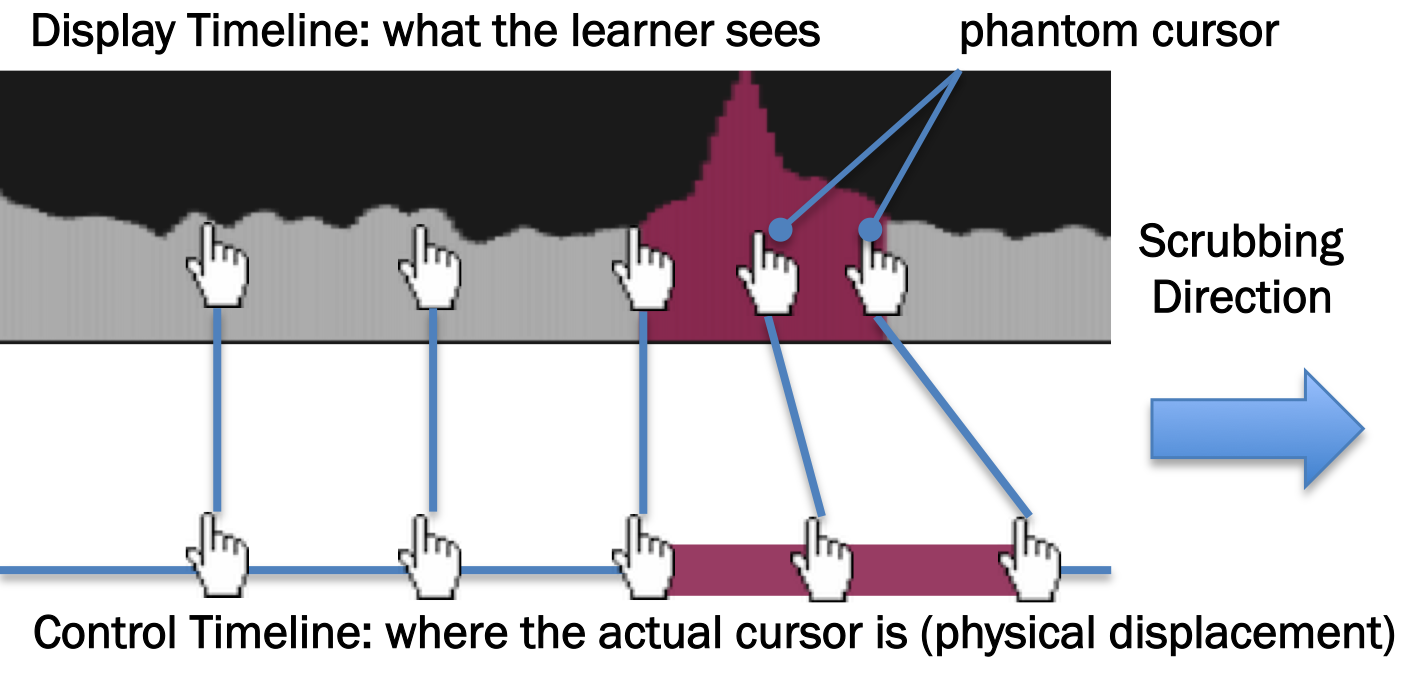 Display Timeline: what the learner sees
phantom cursor
Scrubbing
Direction
Control Timeline: where the actual cursor is (physical displacement)